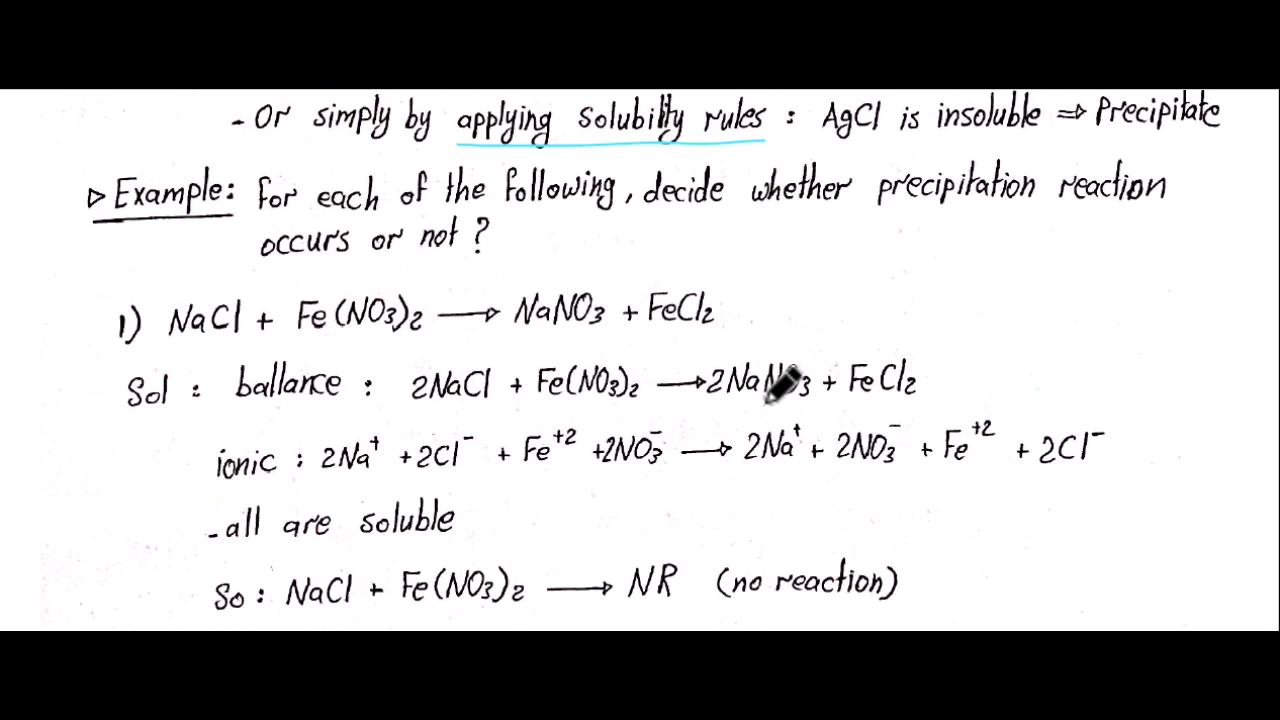 - Or simply by applying solubility rules : AgCl is insoluble ⇒ Precipitate
▷ Example: for each of the following, decide whether precipitation reaction
occurs or not ?
1) NaCl + Fe(NO₃)₂ → NaNO₃ + FeCl₂
Sol : ballance : 2NaCl + Fe(NO₃)₂ → 2NaNO₃ + FeCl₂
ionic : 2Na⁺ + 2Cl⁻ + Fe⁺² + 2NO₃⁻ → 2Na⁺ + 2NO₃⁻ + Fe⁺² + 2Cl⁻
- all are soluble
So : NaCl + Fe(NO₃)₂ → NR (no reaction)